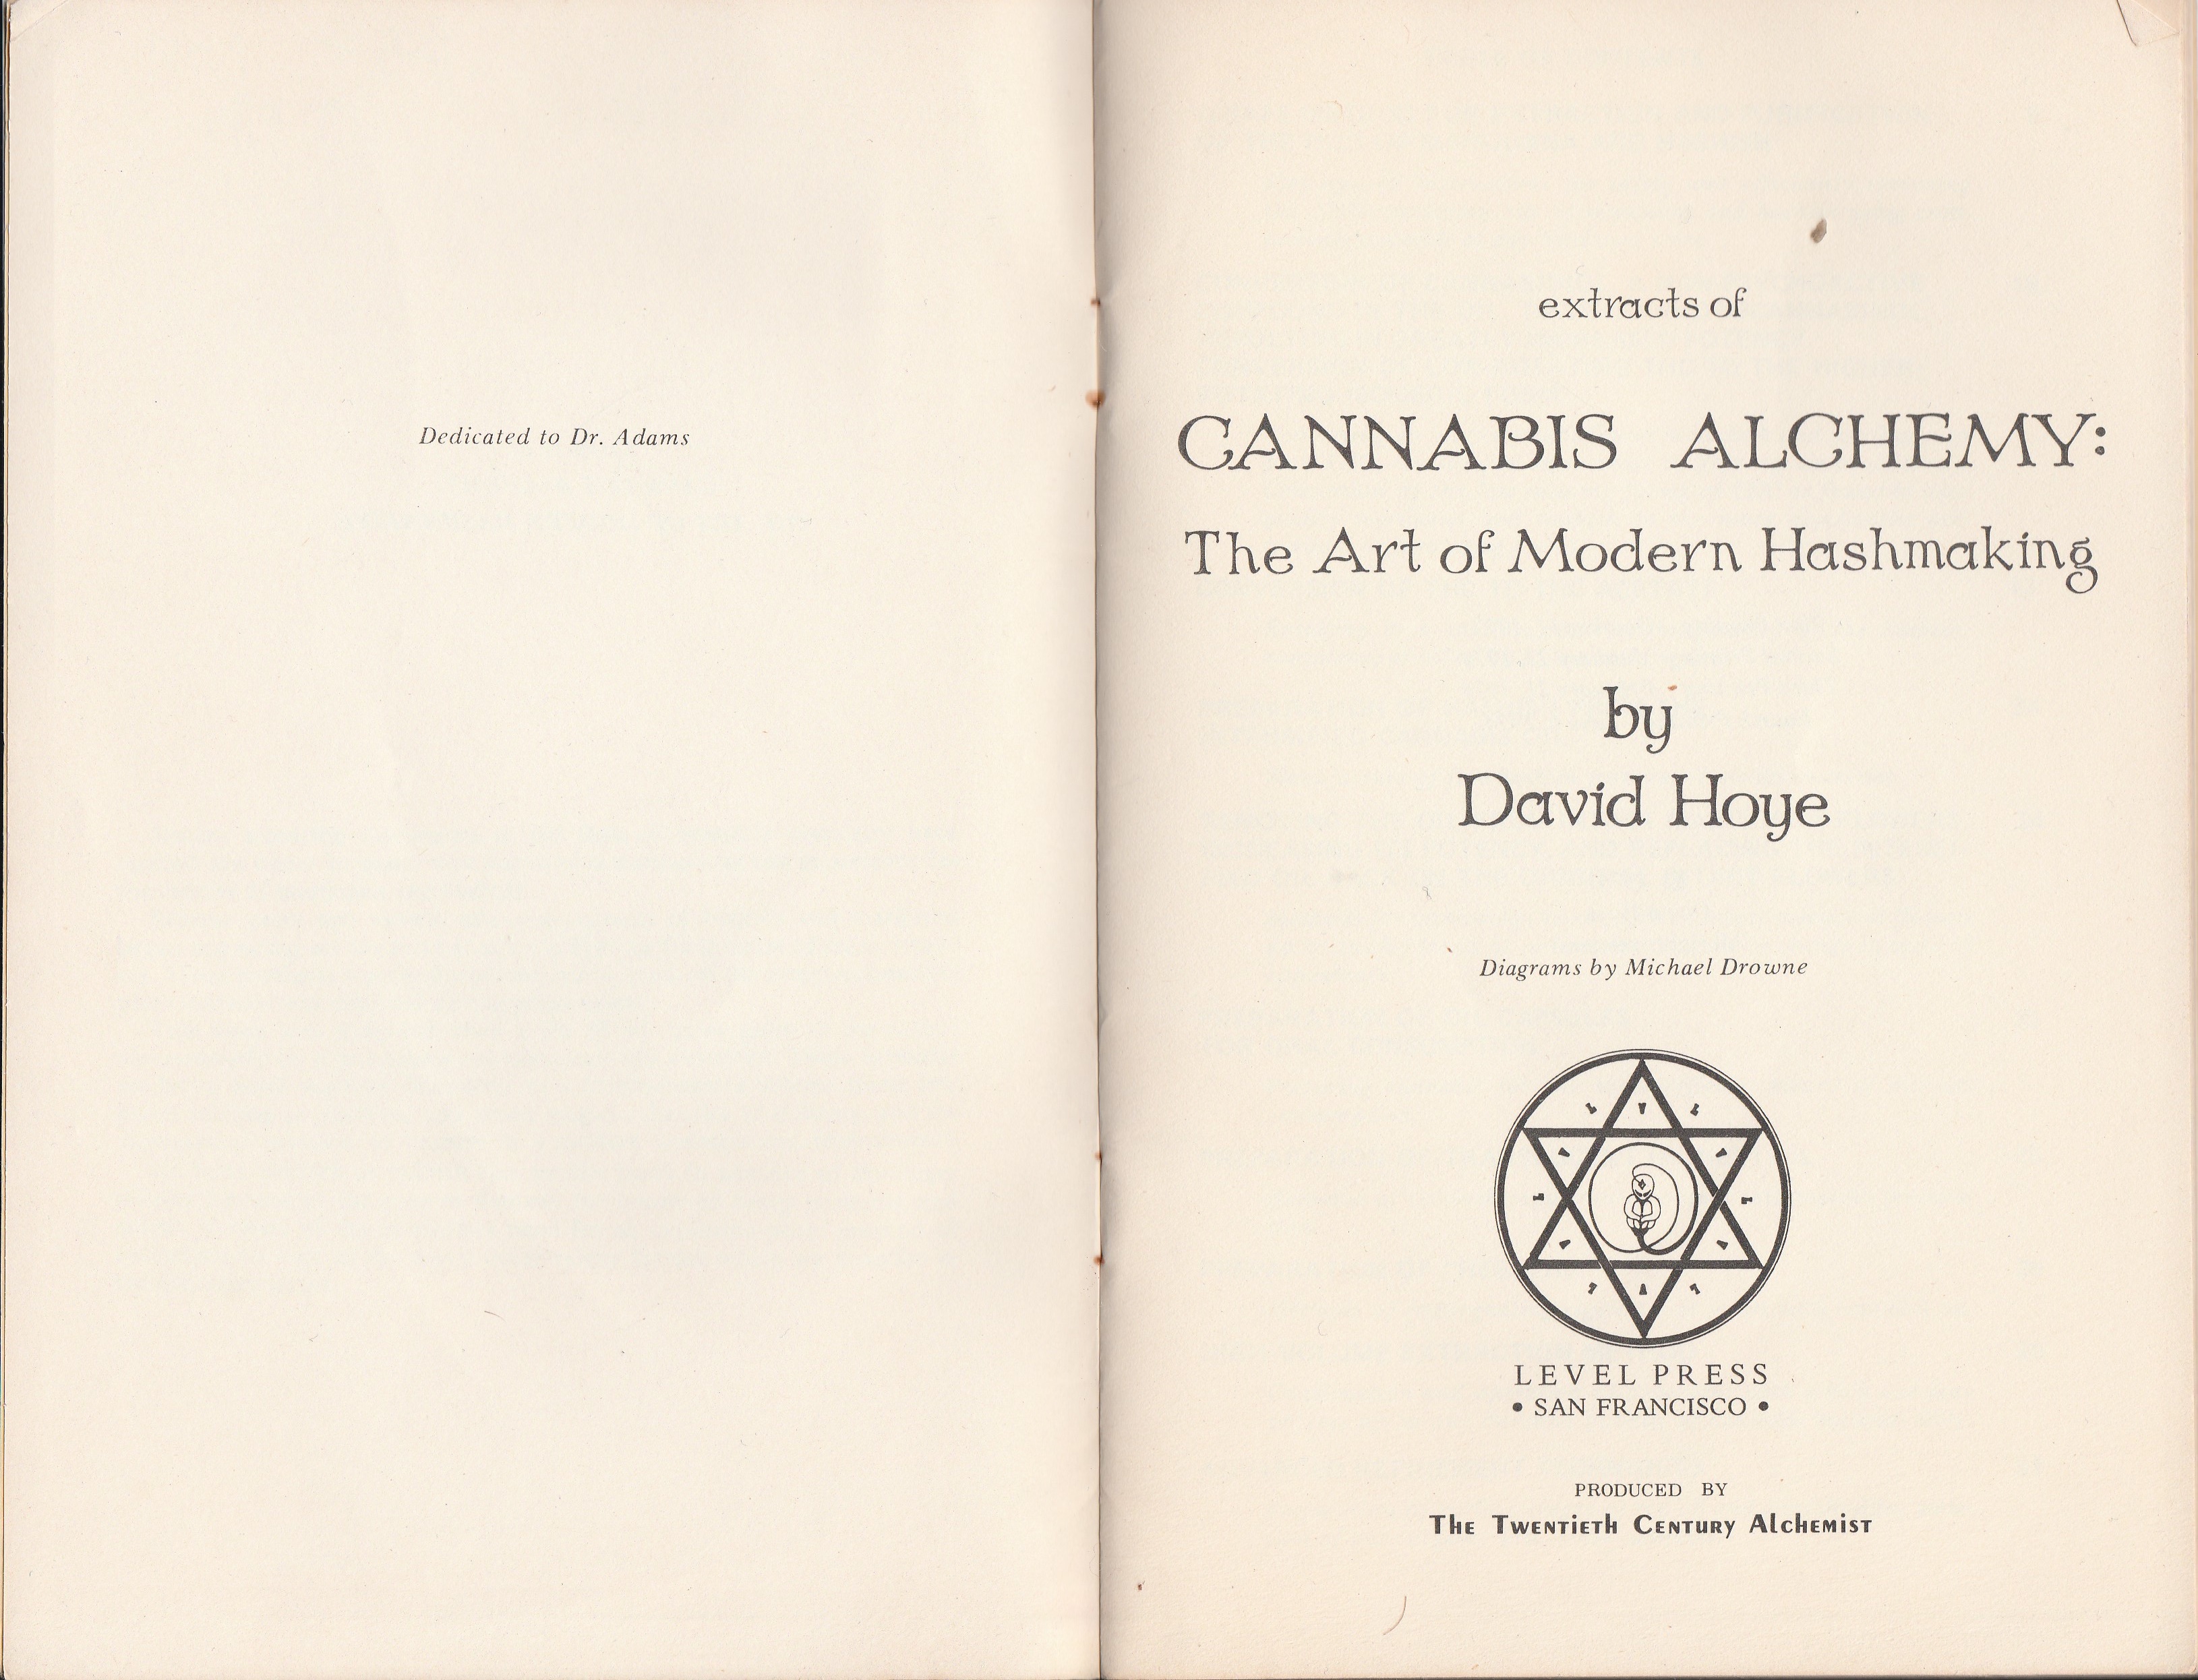 Dedicated to Dr. Adams
extracts of
CANNABIS ALCHEMY:
The Art of Modern Hashmaking
by
David Hoye
Diagrams by Michael Drowne
LEVEL PRESS
• SAN FRANCISCO •
PRODUCED BY
The Twentieth Century Alchemist